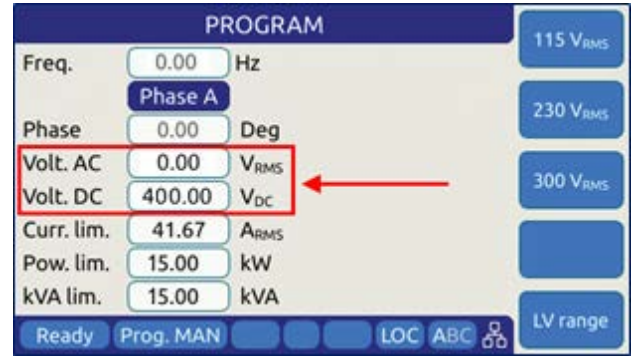 PROGRAM
Freq. 0.00 Hz
Phase A
Phase 0.00 Deg
Volt. AC 0.00 VRMS
Volt. DC 400.00 VDC
Curr. lim. 41.67 ARMS
Pow. lim. 15.00 kW
kVA lim. 15.00 kVA
Ready Prog. MAN LOC ABC
115 VRMS
230 VRMS
300 VRMS
LV range